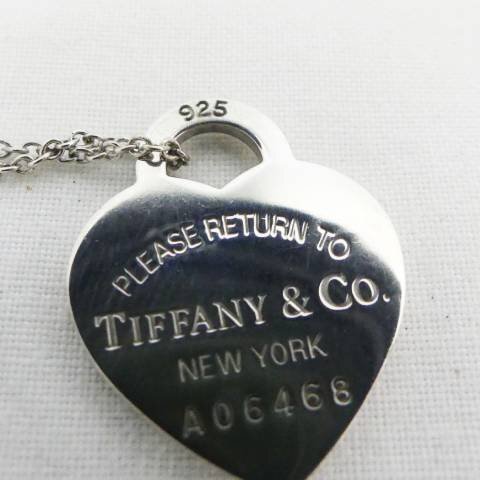 925
PLEASE RETURN TO
TIFFANY & CO.
NEW YORK
A06468